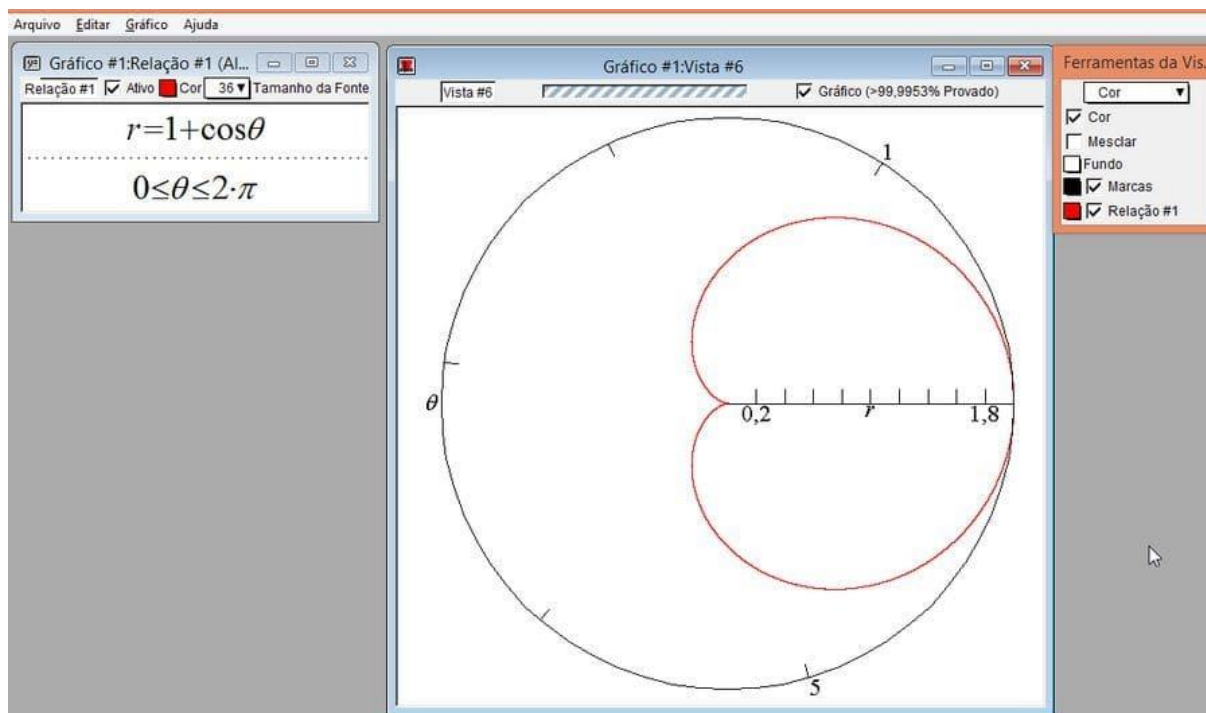 Arquivo Editar Gráfico Ajuda
Gráfico #1:Relação #1 (Al...
Relação #1 Ativo Cor 36 Tamanho da Fonte
r=1+cosθ
0≤θ≤2·π
Gráfico #1:Vista #6
Vista #6 Gráfico (>99,9953% Provado)
1
θ
0,2 r 1,8
5
Ferramentas da Vis.
Cor
Cor
Mesclar
Fundo
Marcas
Relação #1